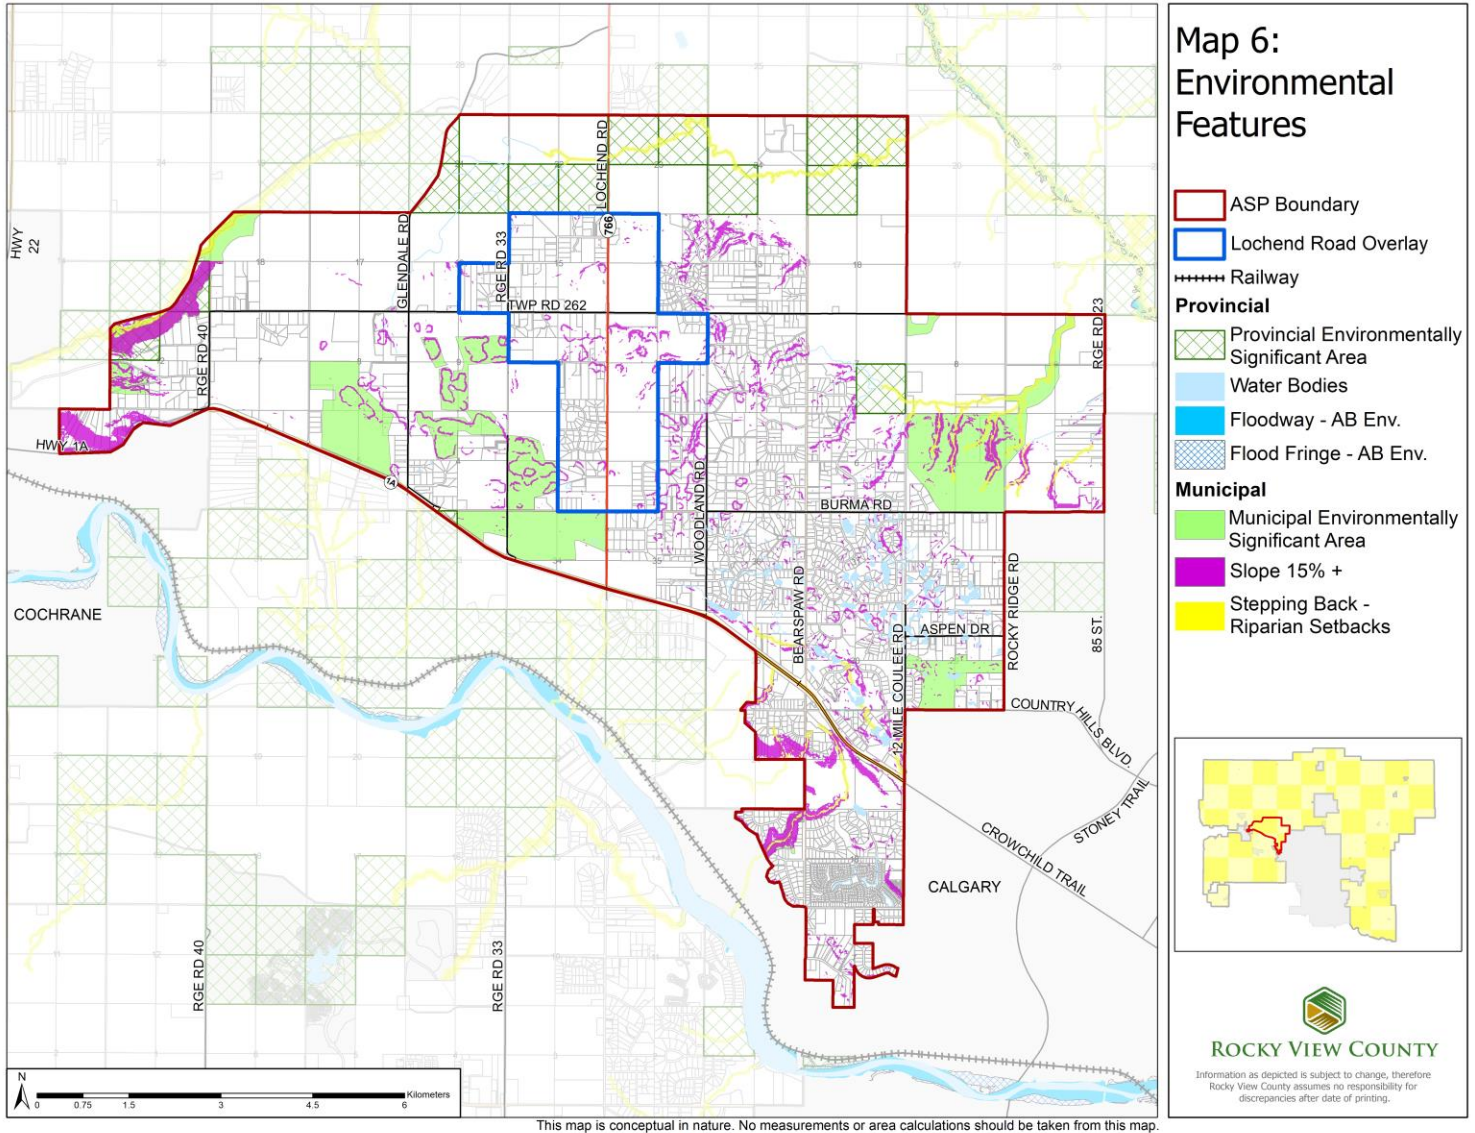 Map 6:
Environmental
Features
ASP Boundary
Lochend Road Overlay
Railway
Provincial
Provincial Environmentally
Significant Area
Water Bodies
Floodway - AB Env.
Flood Fringe - AB Env.
Municipal
Municipal Environmentally
Significant Area
Slope 15% +
Stepping Back -
Riparian Setbacks
ROCKY VIEW COUNTY
Information as depicted is subject to change, therefore
Rocky View County assumes no responsibility for
discrepancies after date of printing.
HWY
22
GLENDALE RD
RGE RD 33
LOCHEND RD
766
TWP RD 262
RGE RD 40
RGE RD 23
HWY 1A
1A
WOODLAND RD
BURMA RD
BEARSPAW RD
12 MILE COULEE RD
ASPEN DR
ROCKY RIDGE RD
85 ST.
COCHRANE
COUNTRY HILLS BLVD.
STONEY TRAIL
CROWCHILD TRAIL
CALGARY
RGE RD 40
RGE RD 33
N
0 0.75 1.5 3 4.5 6
Kilometers
This map is conceptual in nature. No measurements or area calculations should be taken from this map.